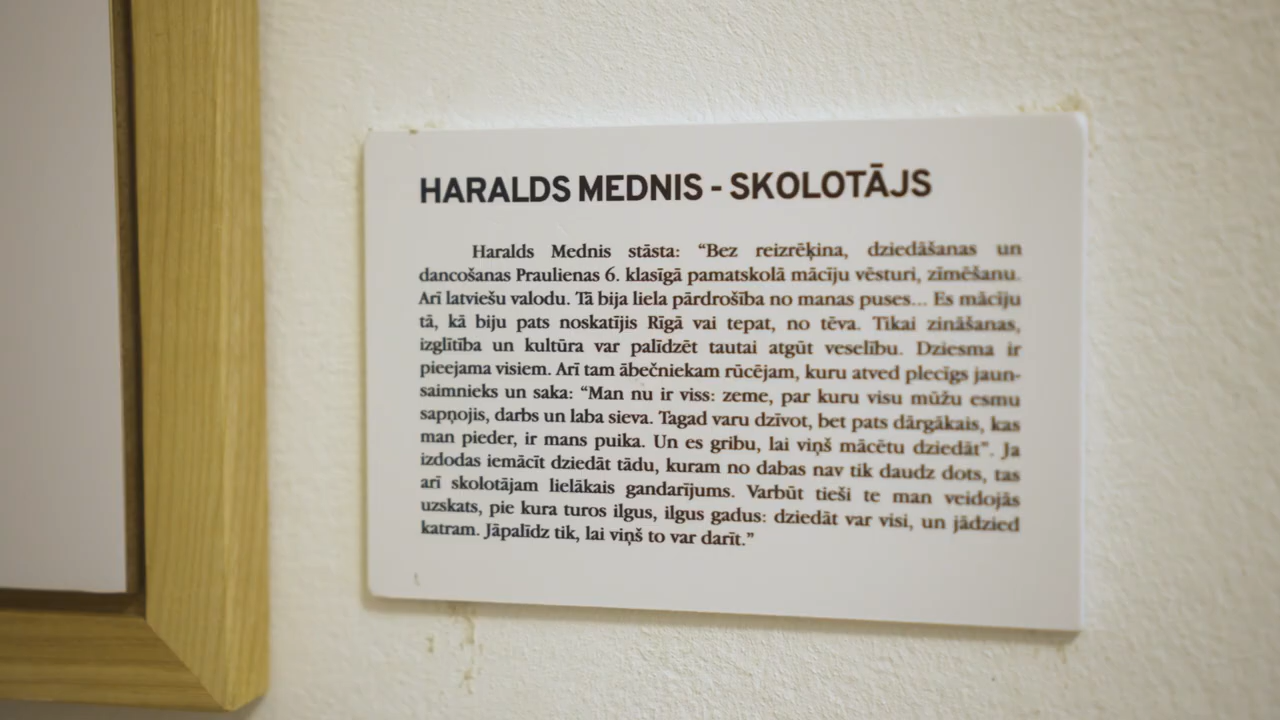 HARALDS MEDNIS - SKOLOTĀJS
Haralds Mednis stāsta: “Bez reizrēķina, dziedāšanas un
dancošanas Praulienas 6. klasīgā pamatskolā mācīju vēsturi, zīmēšanu.
Arī latviešu valodu. Tā bija liela pārdrošība no manas puses... Es mācīju
tā, kā biju pats noskatījis Rīgā vai tepat, no tēva. Tikai zināšanas,
izglītība un kultūra var palīdzēt tautai atgūt veselību. Dziesma ir
pieejama visiem. Arī tam ābečniekam rūcējam, kuru atved plecīgs jaun-
saimnieks un saka: “Man nu ir viss: zeme, par kuru visu mūžu esmu
sapņojis, darbs un laba sieva. Tagad varu dzīvot, bet pats dārgākais, kas
man pieder, ir mans puika. Un es gribu, lai viņš mācētu dziedāt”. Ja
izdodas iemācīt dziedāt tādu, kuram no dabas nav tik daudz dots, tas
arī skolotājam lielākais gandarījums. Varbūt tieši te man veidojās
uzskats, pie kura turos ilgus, ilgus gadus: dziedāt var visi, un jādzied
katram. Jāpalīdz tik, lai viņš to var darīt.”